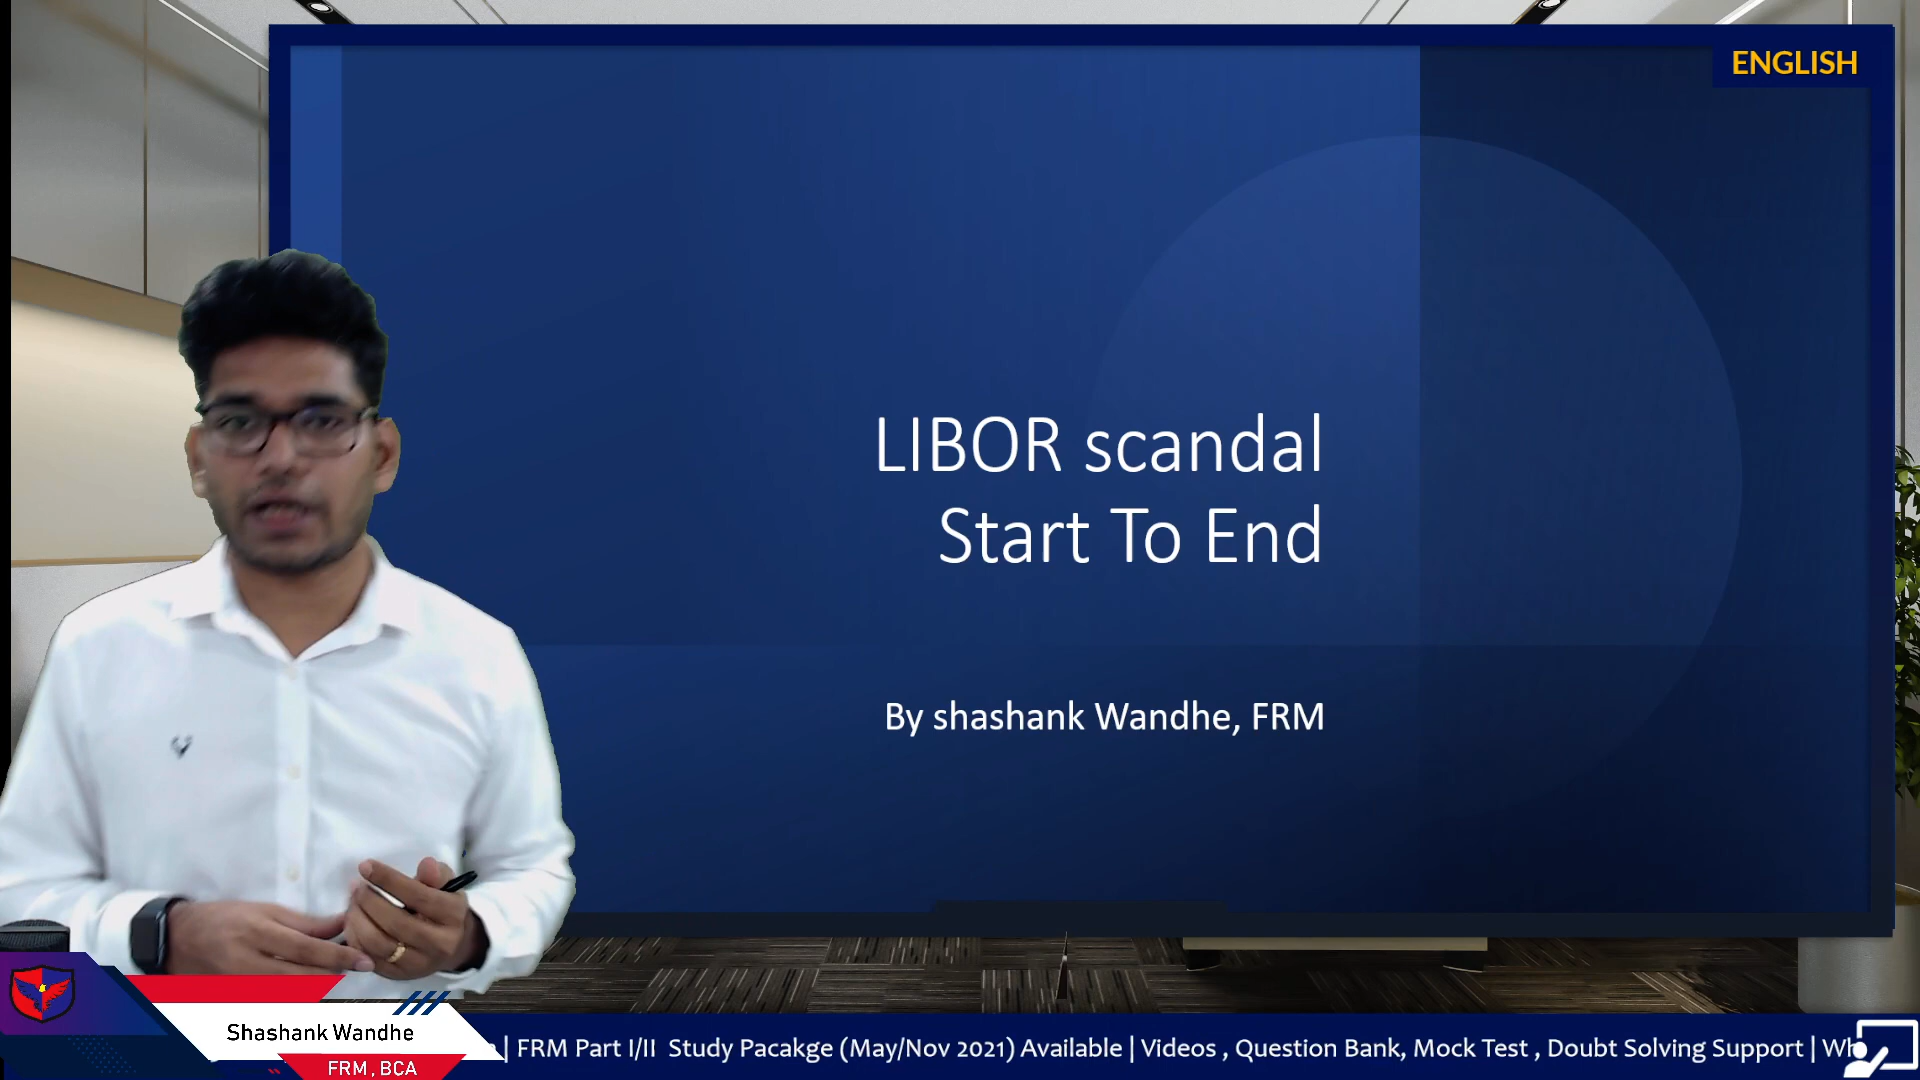 ENGLISH
LIBOR scandal
Start To End
By shashank Wandhe, FRM
Shashank Wandhe
FRM, BCA
| FRM Part I/II Study Pacakge (May/Nov 2021) Available | Videos , Question Bank, Mock Test , Doubt Solving Support |